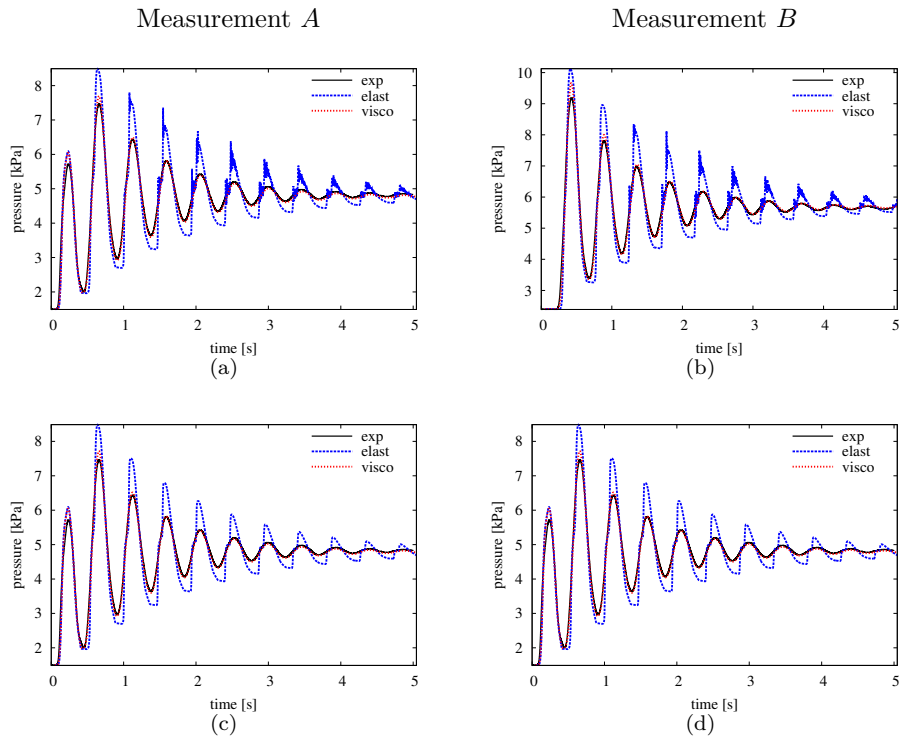 Measurement A
Measurement B
8
7
6
5
4
3
2
pressure [kPa]
exp
elast
visco
0 1 2 3 4 5
time [s]
(a)
10
9
8
7
6
5
4
3
pressure [kPa]
exp
elast
visco
0 1 2 3 4 5
time [s]
(b)
8
7
6
5
4
3
2
pressure [kPa]
exp
elast
visco
0 1 2 3 4 5
time [s]
(c)
8
7
6
5
4
3
2
pressure [kPa]
exp
elast
visco
0 1 2 3 4 5
time [s]
(d)